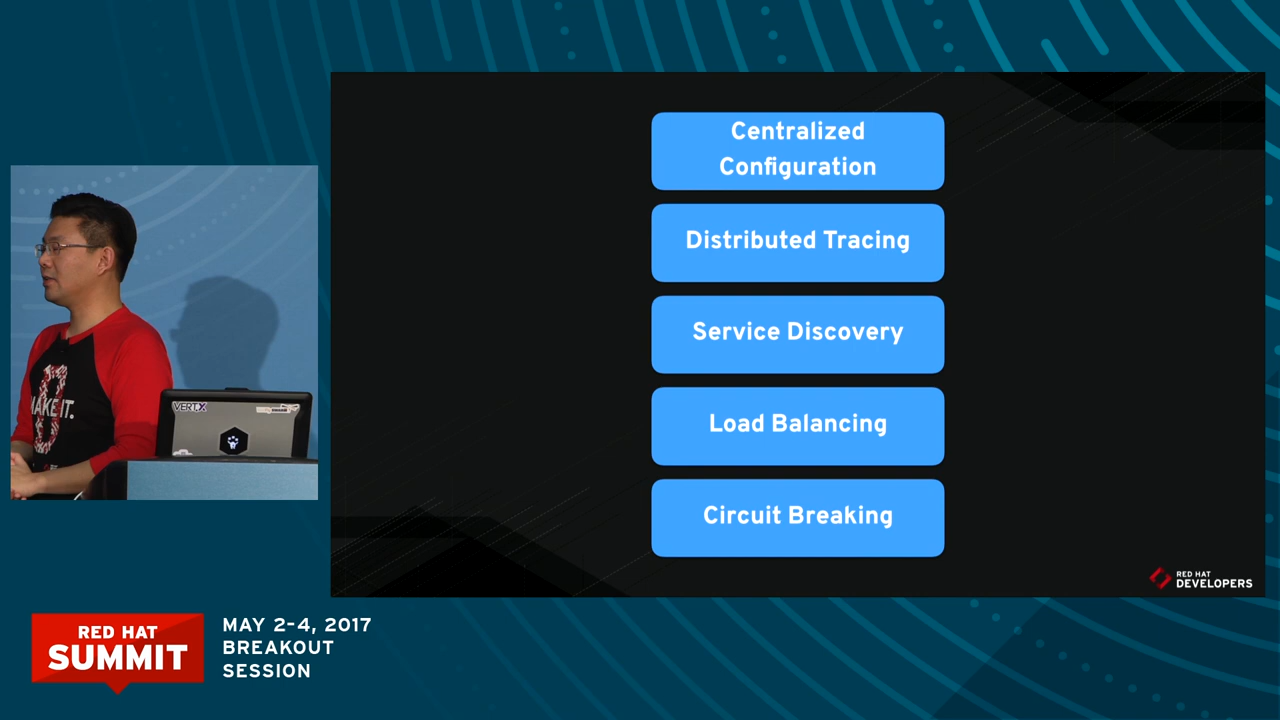 Centralized
Configuration
Distributed Tracing
Service Discovery
Load Balancing
Circuit Breaking
RED HAT
DEVELOPERS
MAKE IT.
VERT.X
RED HAT
SUMMIT
MAY 2-4, 2017
BREAKOUT
SESSION